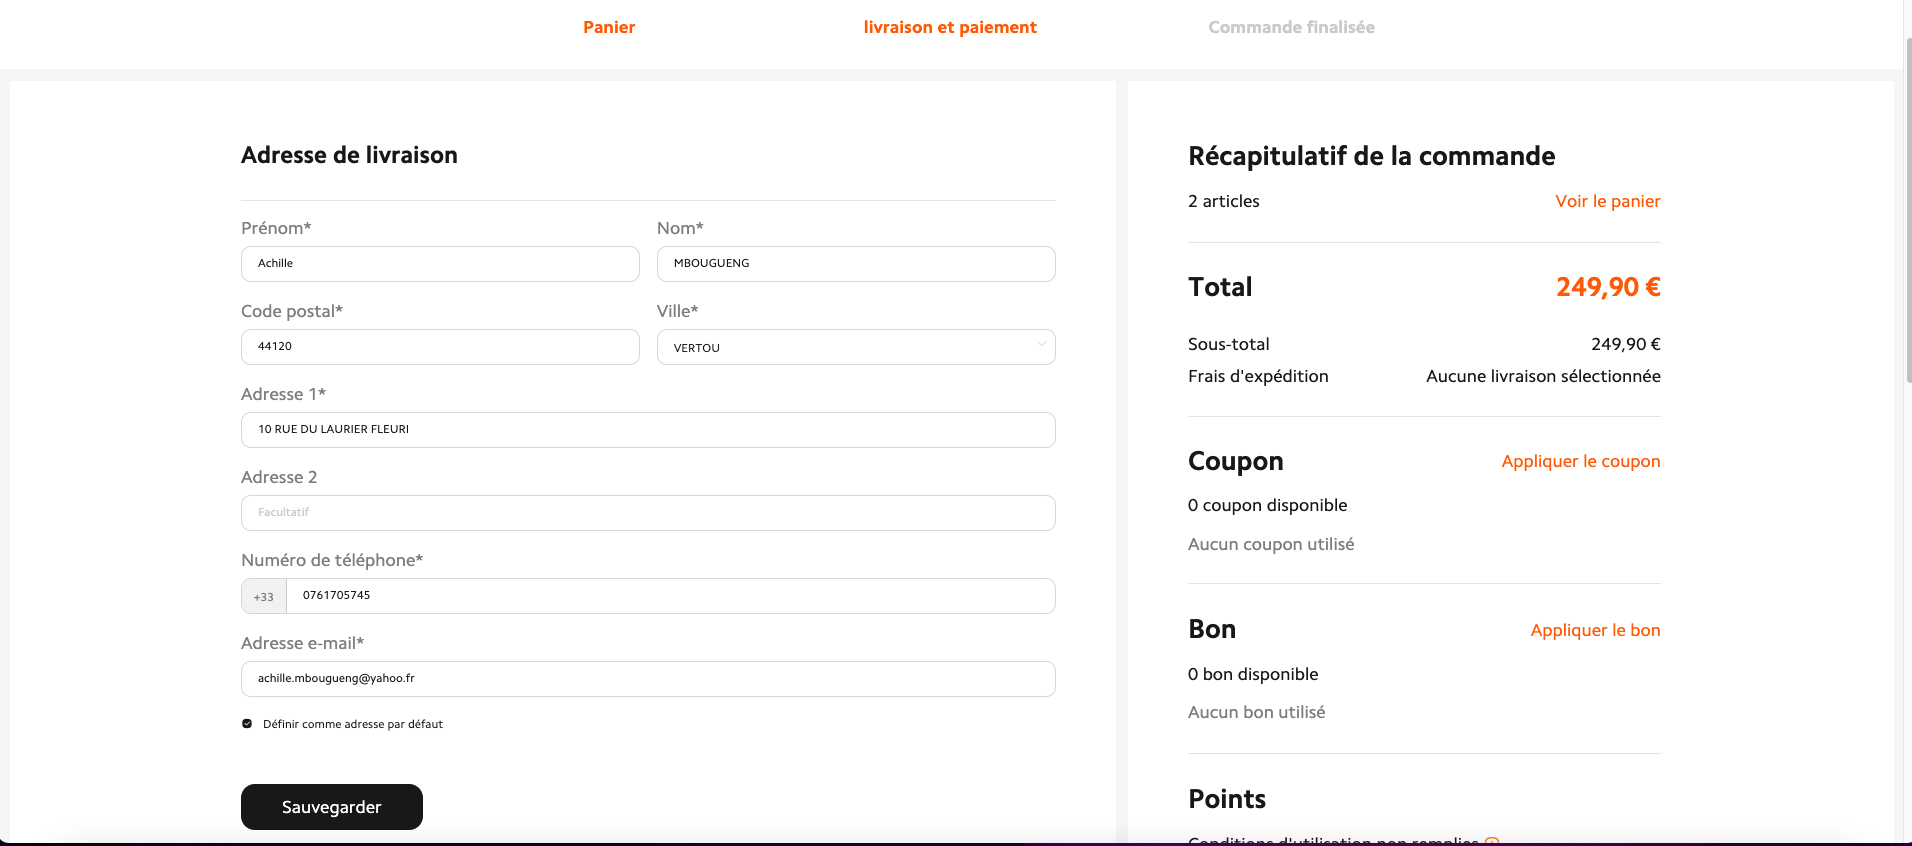 Panier
livraison et paiement
Commande finalisée
Adresse de livraison
Prénom*
Nom*
Achille
MBOUGUENG
Code postal*
Ville*
44120
VERTOU
Adresse 1*
10 RUE DU LAURIER FLEURI
Adresse 2
Facultatif
Numéro de téléphone*
+33
0761705745
Adresse e-mail*
achille.mbougueng@yahoo.fr
Définir comme adresse par défaut
Sauvegarder
Récapitulatif de la commande
2 articles
Voir le panier
Total
249,90 €
Sous-total
249,90 €
Frais d'expédition
Aucune livraison sélectionnée
Coupon
Appliquer le coupon
0 coupon disponible
Aucun coupon utilisé
Bon
Appliquer le bon
0 bon disponible
Aucun bon utilisé
Points
Conditions d'utilisation non remplies